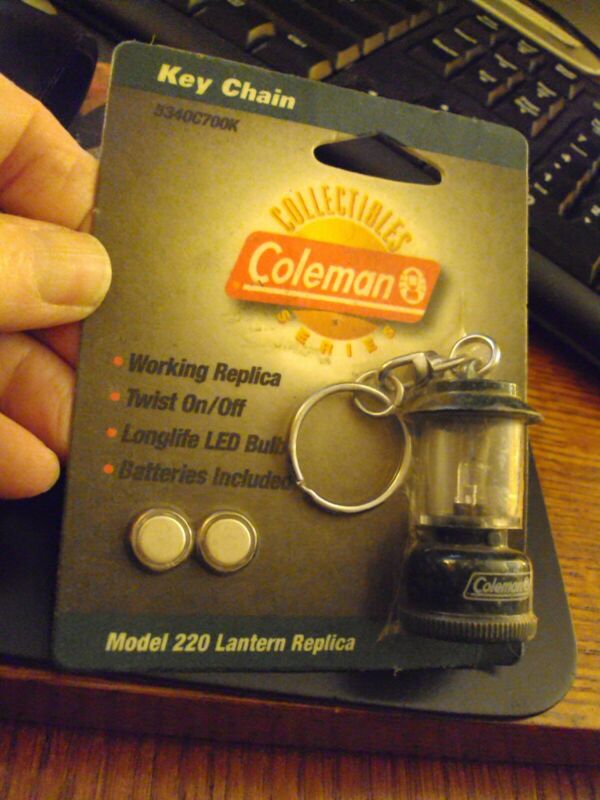 Key Chain
5340C700K
COLLECTIBLES
Coleman
SERIES
• Working Replica
• Twist On/Off
• Longlife LED Bulb
• Batteries Included
Coleman
Model 220 Lantern Replica